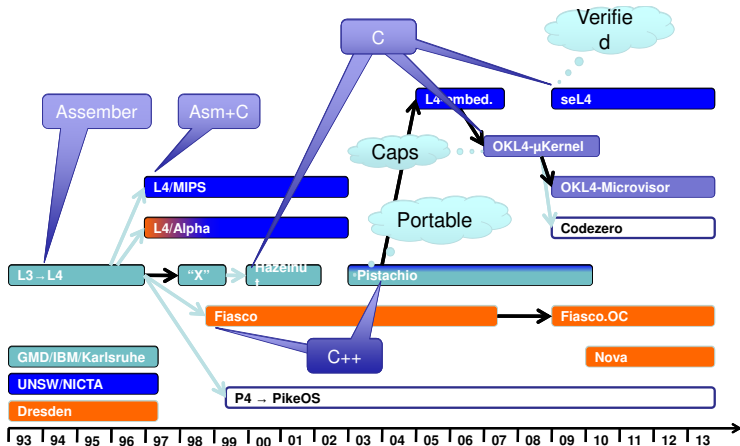 Verifie
d
C
L4-embed.
seL4
Assember
Asm+C
OKL4-µKernel
Caps
L4/MIPS
OKL4-Microvisor
Portable
L4/Alpha
Codezero
L3→L4
“X”
Hazelnu
t
Pistachio
Fiasco
Fiasco.OC
GMD/IBM/Karlsruhe
C++
Nova
UNSW/NICTA
P4 → PikeOS
Dresden
93 94 95 96 97 98 99 00 01 02 03 04 05 06 07 08 09 10 11 12 13